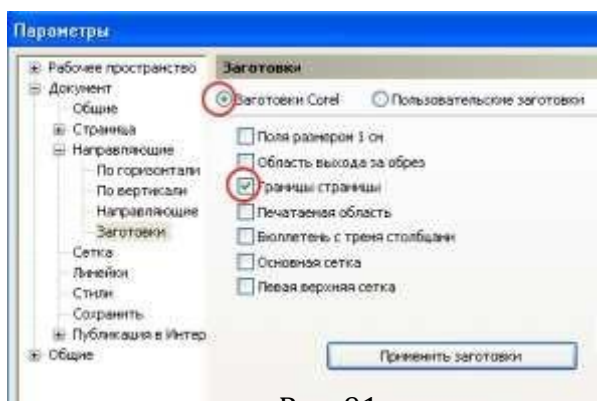 Параметры
Рабочее пространство
Документ
Общие
Страница
Направляющие
По горизонтали
По вертикали
Направляющие
Заготовки
Сетка
Линейки
Стили
Сохранить
Публикация в Интер
Общие
Заготовки
Заготовки Corel Пользовательские заготовки
Поля размером 1 см
Область выхода за обрез
Границы страницы
Печатаемая область
Бюллетень с тремя столбцами
Основная сетка
Левая верхняя сетка
Применить заготовки